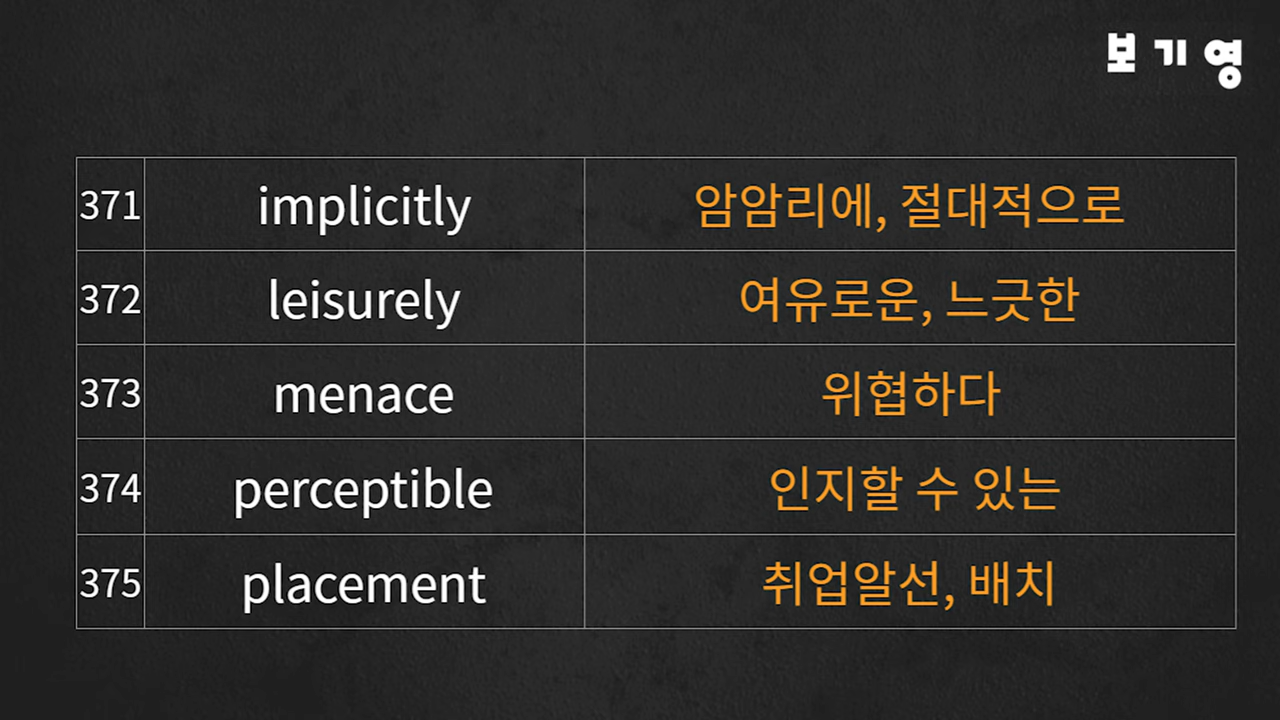 보기영
371 implicitly 암암리에, 절대적으로
372 leisurely 여유로운, 느긋한
373 menace 위협하다
374 perceptible 인지할 수 있는
375 placement 취업알선, 배치